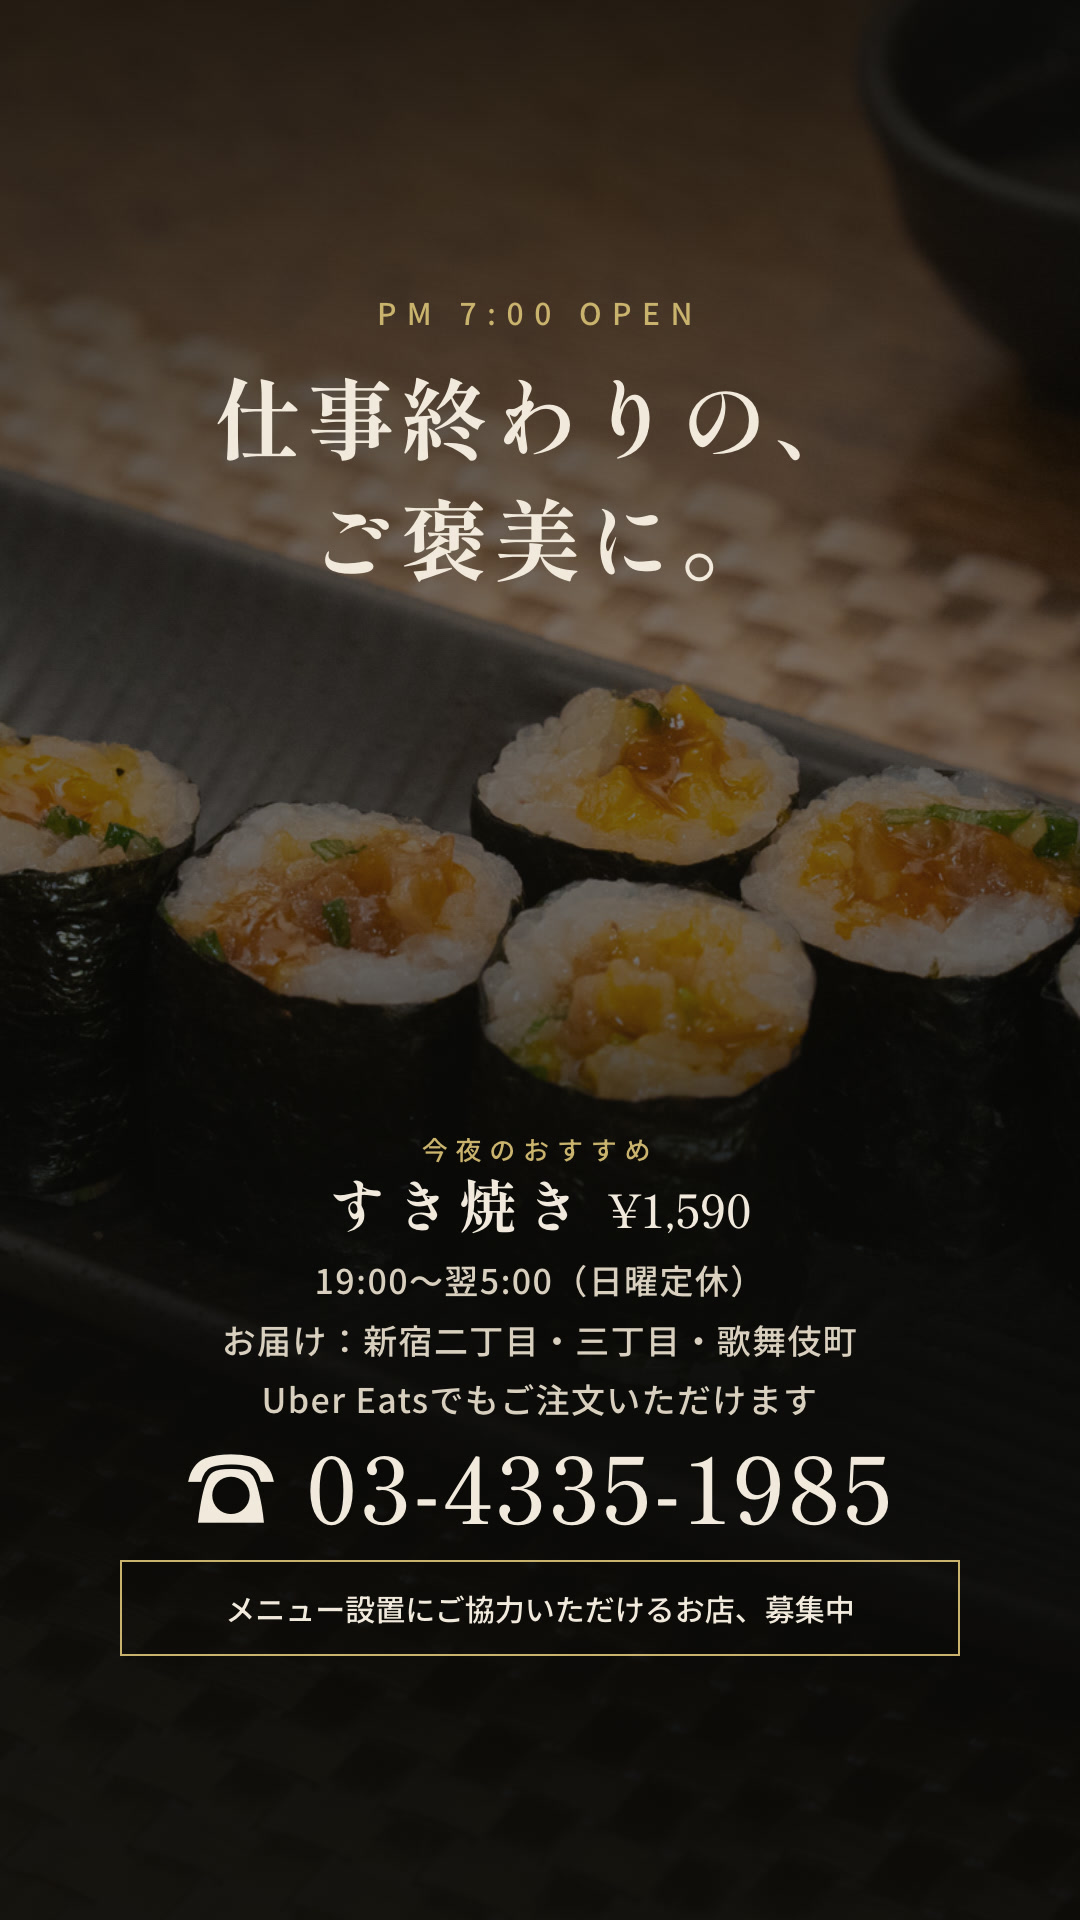 PM 7:00 OPEN
仕事終わりの、
ご褒美に。
今夜のおすすめ
すき焼き ¥1,590
19:00〜翌5:00（日曜定休）
お届け：新宿二丁目・三丁目・歌舞伎町
Uber Eatsでもご注文いただけます
☎ 03-4335-1985
メニュー設置にご協力いただけるお店、募集中